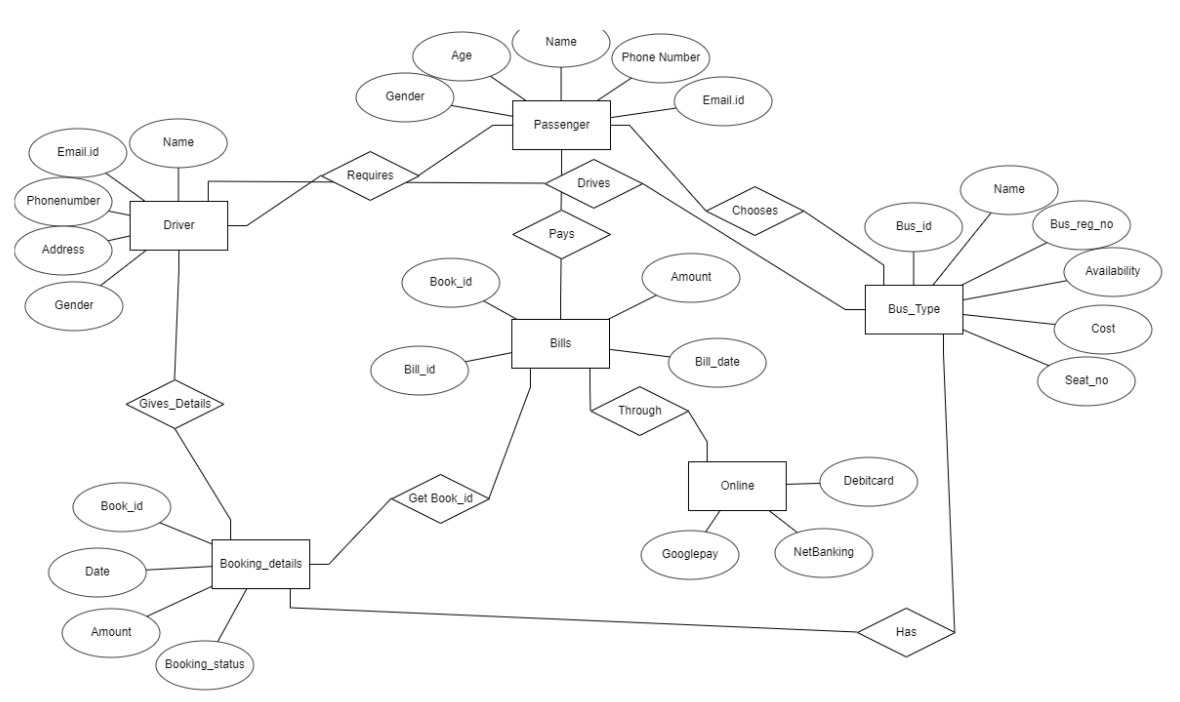 Name
Age
Phone Number
Gender
Email.id
Passenger
Name
Email.id
Requires
Drives
Phonenumber
Driver
Chooses
Name
Bus_id
Bus_reg_no
Pays
Address
Availability
Book_id
Amount
Gender
Bus_Type
Cost
Bills
Bill_id
Bill_date
Seat_no
Gives_Details
Through
Debitcard
Online
Get Book_id
Book_id
Googlepay
NetBanking
Booking_details
Date
Amount
Has
Booking_status